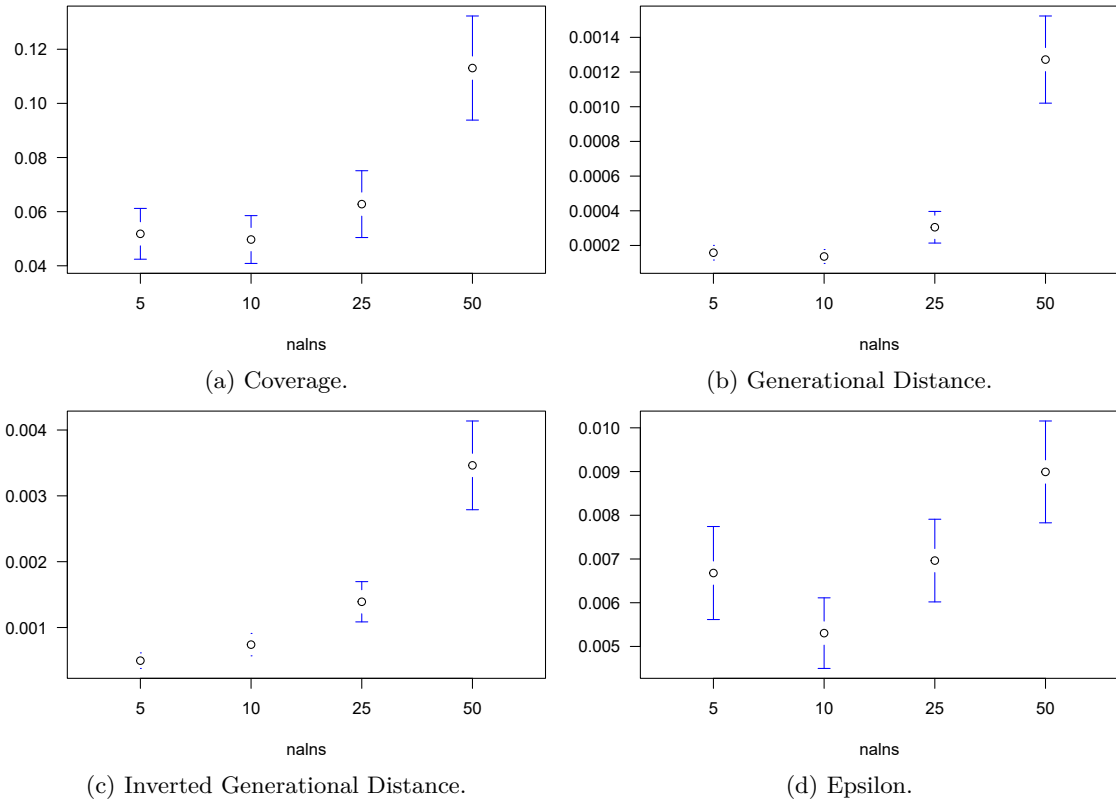 0.12
0.10
0.08
0.06
0.04
5 10 25 50
nalns
(a) Coverage.
0.0014
0.0012
0.0010
0.0008
0.0006
0.0004
0.0002
5 10 25 50
nalns
(b) Generational Distance.
0.004
0.003
0.002
0.001
5 10 25 50
nalns
(c) Inverted Generational Distance.
0.010
0.009
0.008
0.007
0.006
0.005
5 10 25 50
nalns
(d) Epsilon.